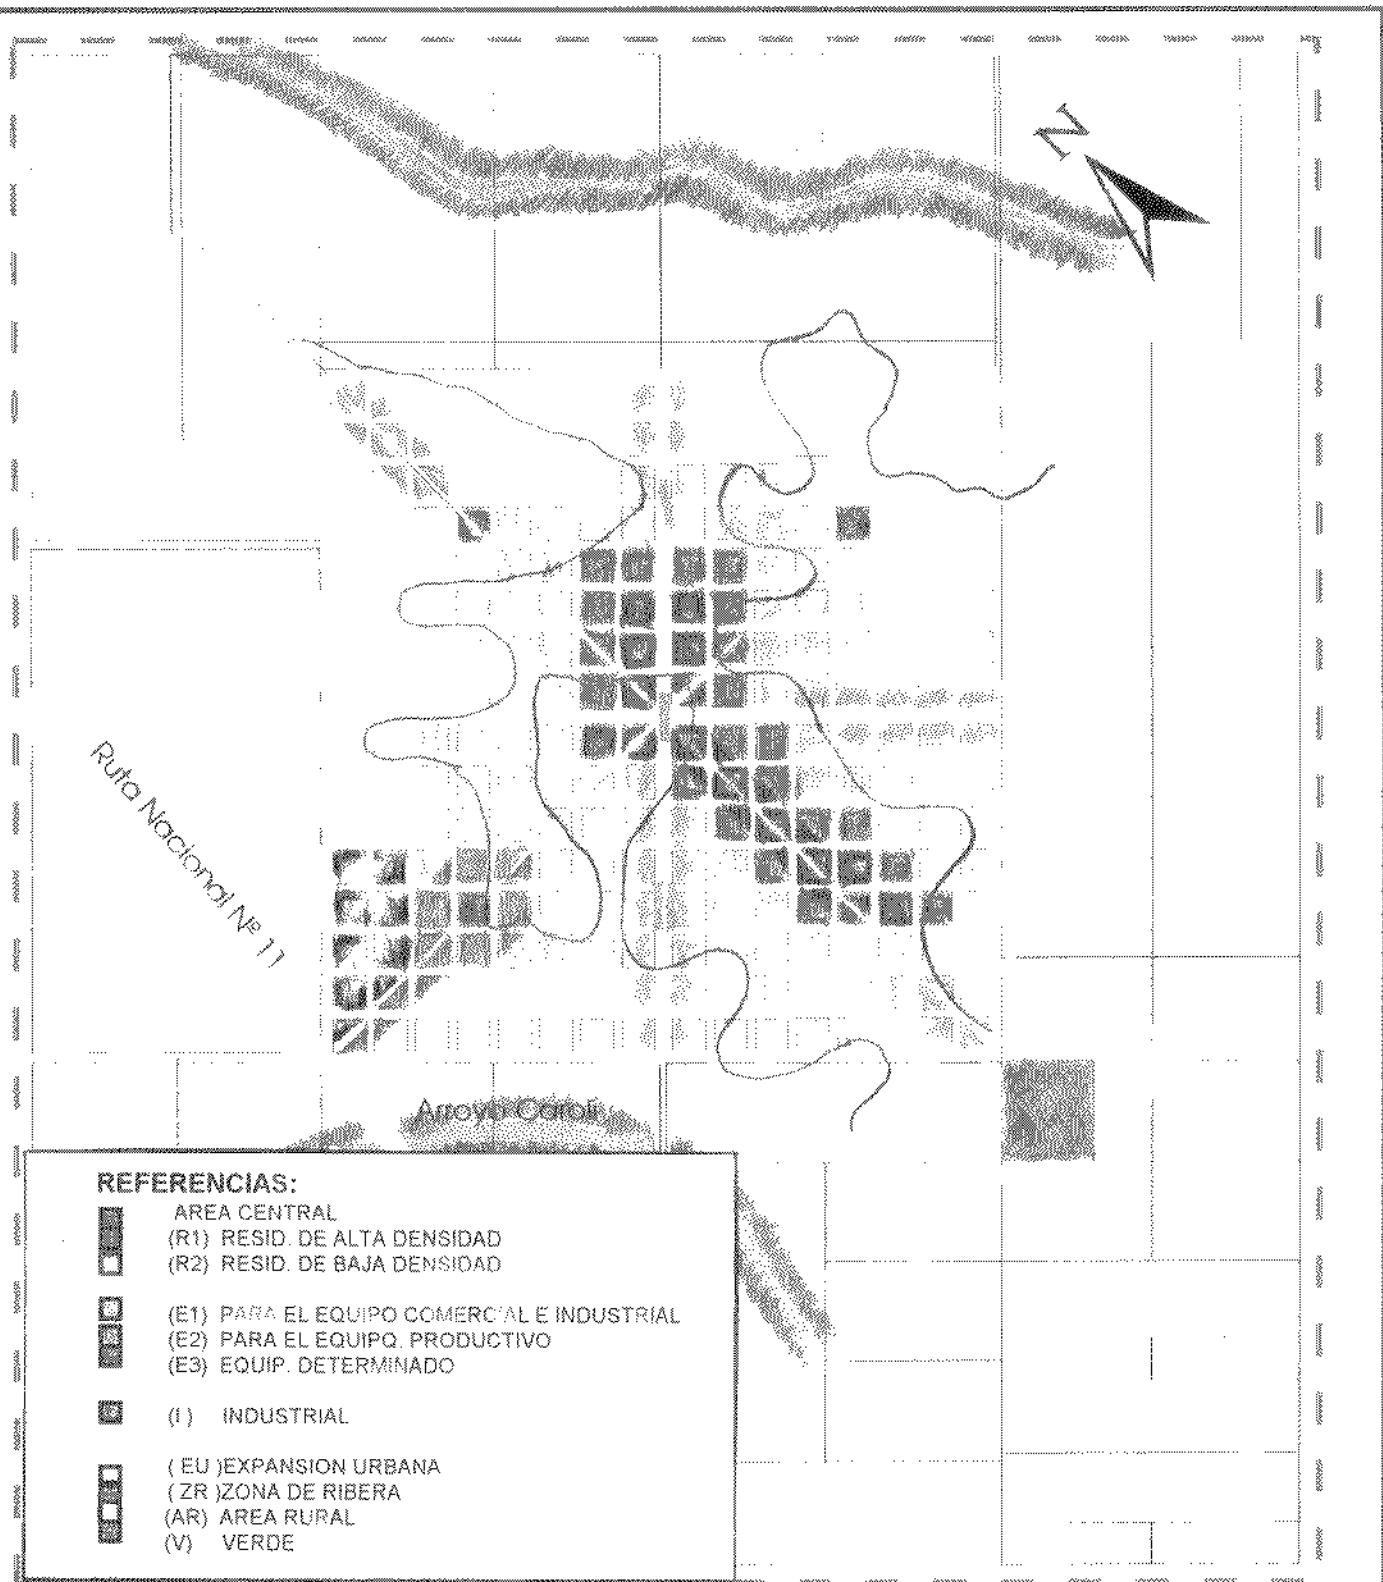 N
Ruta Nacional Nº 11
Arroyo Caroli
REFERENCIAS:
AREA CENTRAL
(R1) RESID. DE ALTA DENSIDAD
(R2) RESID. DE BAJA DENSIDAD
(E1) PARA EL EQUIPO COMERCIAL E INDUSTRIAL
(E2) PARA EL EQUIPO. PRODUCTIVO
(E3) EQUIP. DETERMINADO
(I) INDUSTRIAL
( EU )EXPANSION URBANA
( ZR )ZONA DE RIBERA
(AR) AREA RURAL
(V) VERDE